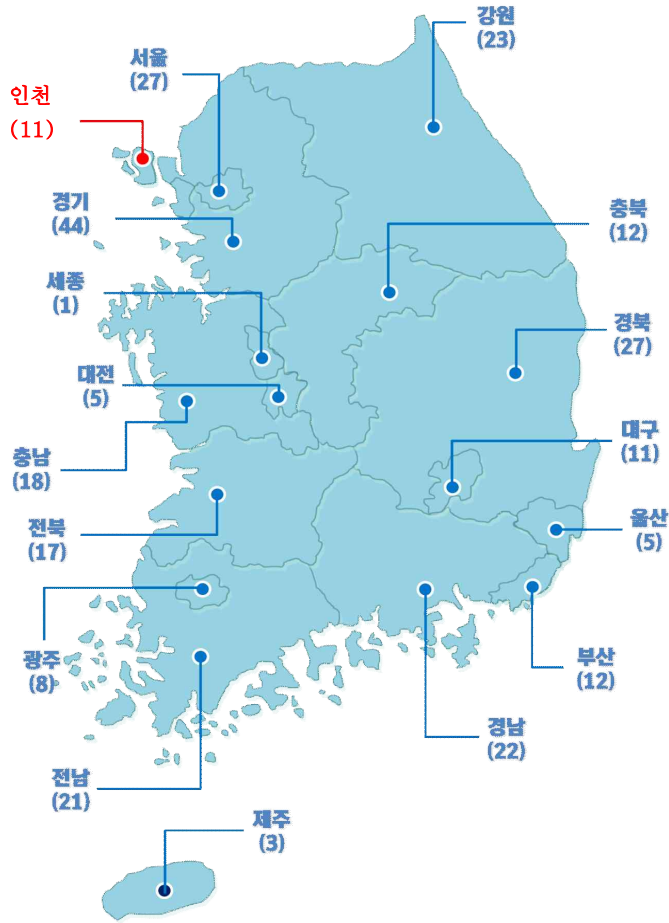 강원
(23)
서울
(27)
인천
(11)
경기
(44)
충북
(12)
세종
(1)
경북
(27)
대전
(5)
대구
(11)
충남
(18)
울산
(5)
전북
(17)
광주
(8)
부산
(12)
경남
(22)
전남
(21)
제주
(3)